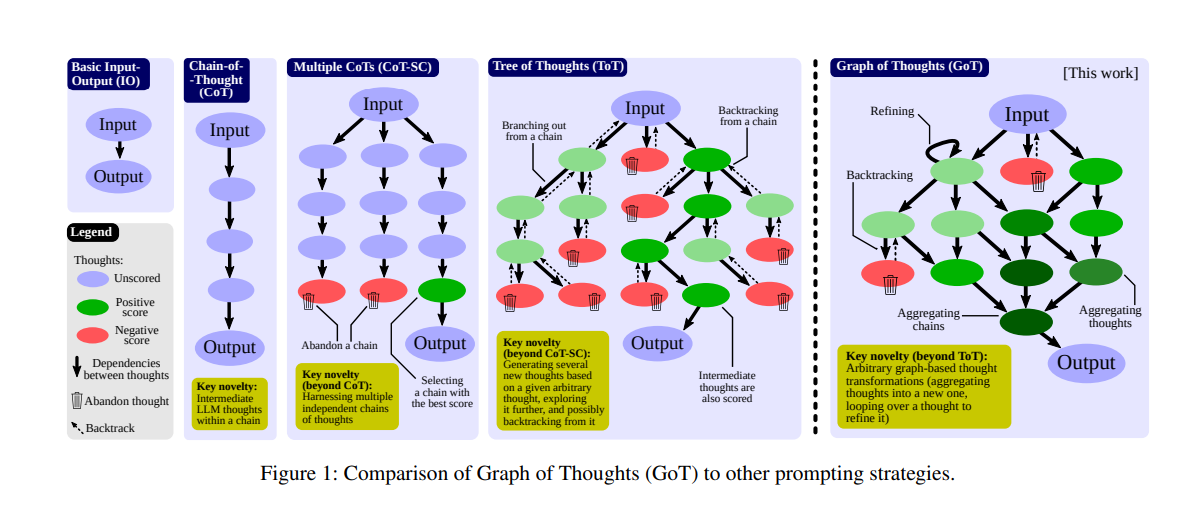 Basic Input-
Output (IO)
Input
Output
Legend
Thoughts:
Unscored
Positive
score
Negative
score
Dependencies
between thoughts
Abandon thought
Backtrack
Chain-of-
-Thought
(CoT)
Input
Output
Key novelty:
Intermediate
LLM thoughts
within a chain
Multiple CoTs (CoT-SC)
Input
Abandon a chain
Output
Key novelty
(beyond CoT):
Harnessing multiple
independent chains
of thoughts
Selecting
a chain with
the best score
Tree of Thoughts (ToT)
Input
Branching out
from a chain
Backtracking
from a chain
Output
Key novelty
(beyond CoT-SC):
Generating several
new thoughts based
on a given arbitrary
thought, exploring
it further, and possibly
backtracking from it
Intermediate
thoughts are
also scored
Graph of Thoughts (GoT)
[This work]
Refining
Input
Backtracking
Aggregating
chains
Aggregating
thoughts
Output
Key novelty (beyond ToT):
Arbitrary graph-based thought
transformations (aggregating
thoughts into a new one,
looping over a thought to
refine it)
Figure 1: Comparison of Graph of Thoughts (GoT) to other prompting strategies.